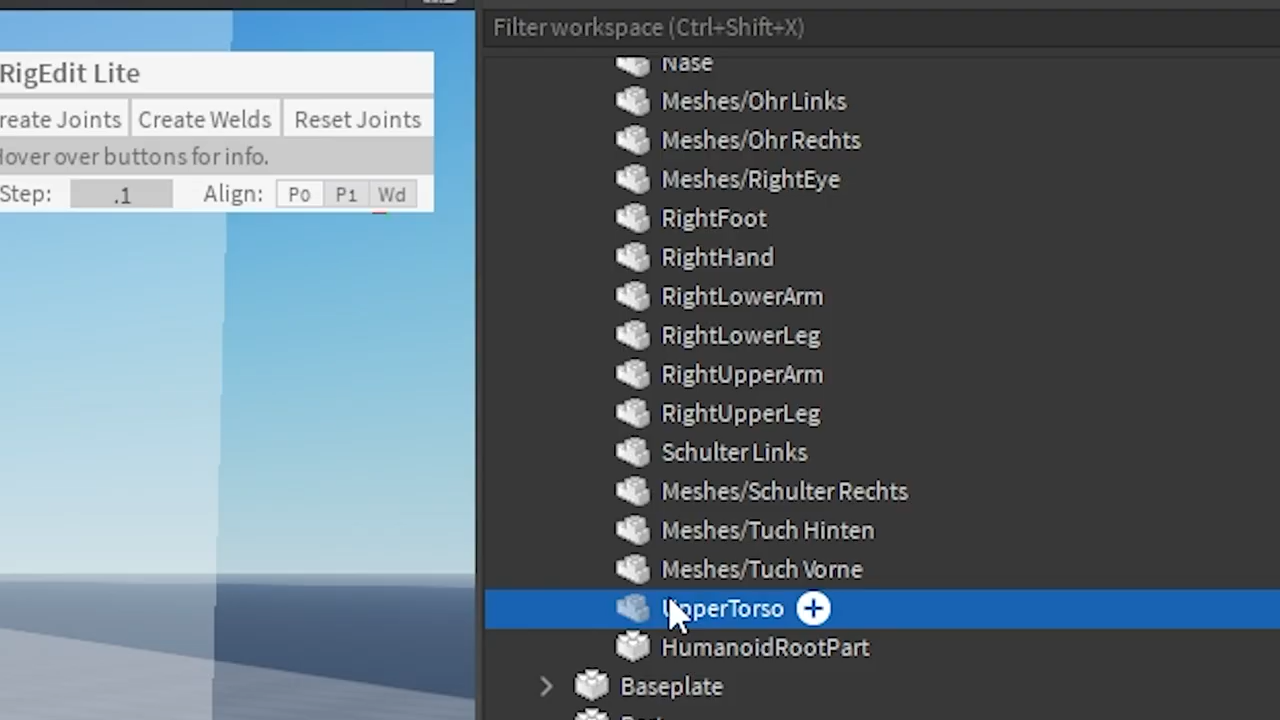 Filter workspace (Ctrl+Shift+X)
RigEdit Lite
reate Joints Create Welds Reset Joints
Hover over buttons for info.
Step: .1 Align: P0 P1 Wd
Nase
Meshes/Ohr Links
Meshes/Ohr Rechts
Meshes/RightEye
RightFoot
RightHand
RightLowerArm
RightLowerLeg
RightUpperArm
RightUpperLeg
Schulter Links
Meshes/Schulter Rechts
Meshes/Tuch Hinten
Meshes/Tuch Vorne
UpperTorso
HumanoidRootPart
Baseplate